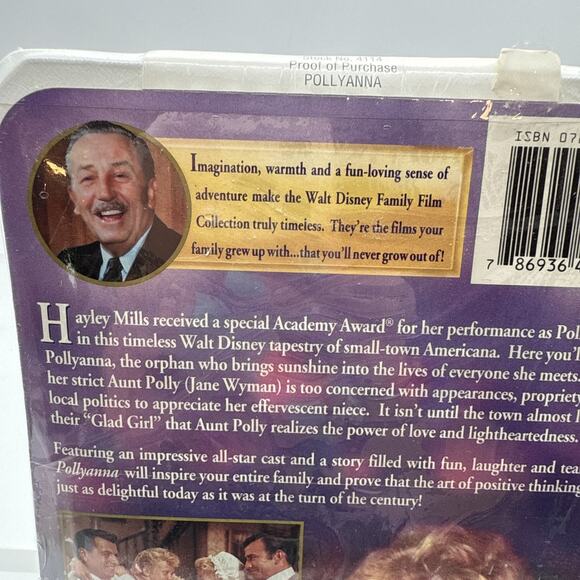 Stock No. 4114
Proof of Purchase
POLLYANNA
ISBN 078
Imagination, warmth and a fun-loving sense of
adventure make the Walt Disney Family Film
Collection truly timeless. They're the films your
family grew up with...that you'll never grow out of!
7 86936 4
Hayley Mills received a special Academy Award® for her performance as Pol
in this timeless Walt Disney tapestry of small-town Americana. Here you'l
Pollyanna, the orphan who brings sunshine into the lives of everyone she meets.
her strict Aunt Polly (Jane Wyman) is too concerned with appearances, propriety
local politics to appreciate her effervescent niece. It isn't until the town almost l
their "Glad Girl" that Aunt Polly realizes the power of love and lightheartedness.
Featuring an impressive all-star cast and a story filled with fun, laughter and tea
Pollyanna will inspire your entire family and prove that the art of positive thinking
just as delightful today as it was at the turn of the century!